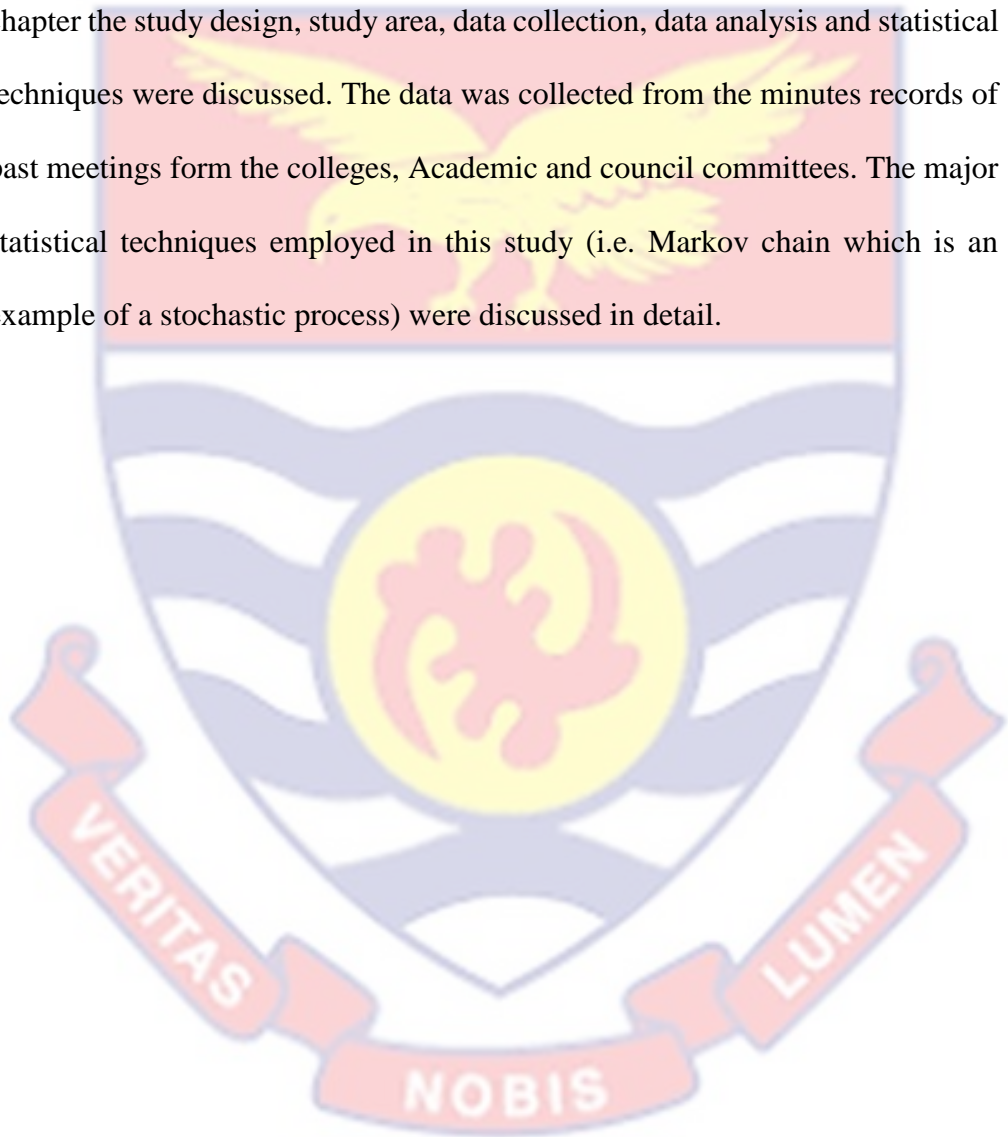 hapter the study design, study area, data collection, data analysis and statistical
echniques were discussed. The data was collected from the minutes records of
past meetings form the colleges, Academic and council committees. The major
tatistical techniques employed in this study (i.e. Markov chain which is an
example of a stochastic process) were discussed in detail.
VERITAS
NOBIS
LUMEN